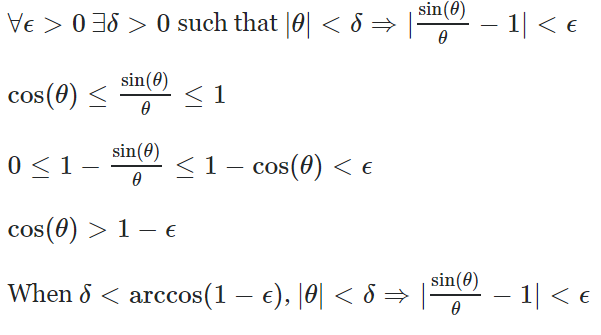 ∀ϵ > 0 ∃δ > 0 such that |θ| < δ ⇒ |sin(θ)/θ − 1| < ϵ
cos(θ) ≤ sin(θ)/θ ≤ 1
0 ≤ 1 − sin(θ)/θ ≤ 1 − cos(θ) < ϵ
cos(θ) > 1 − ϵ
When δ < arccos(1 − ϵ), |θ| < δ ⇒ |sin(θ)/θ − 1| < ϵ